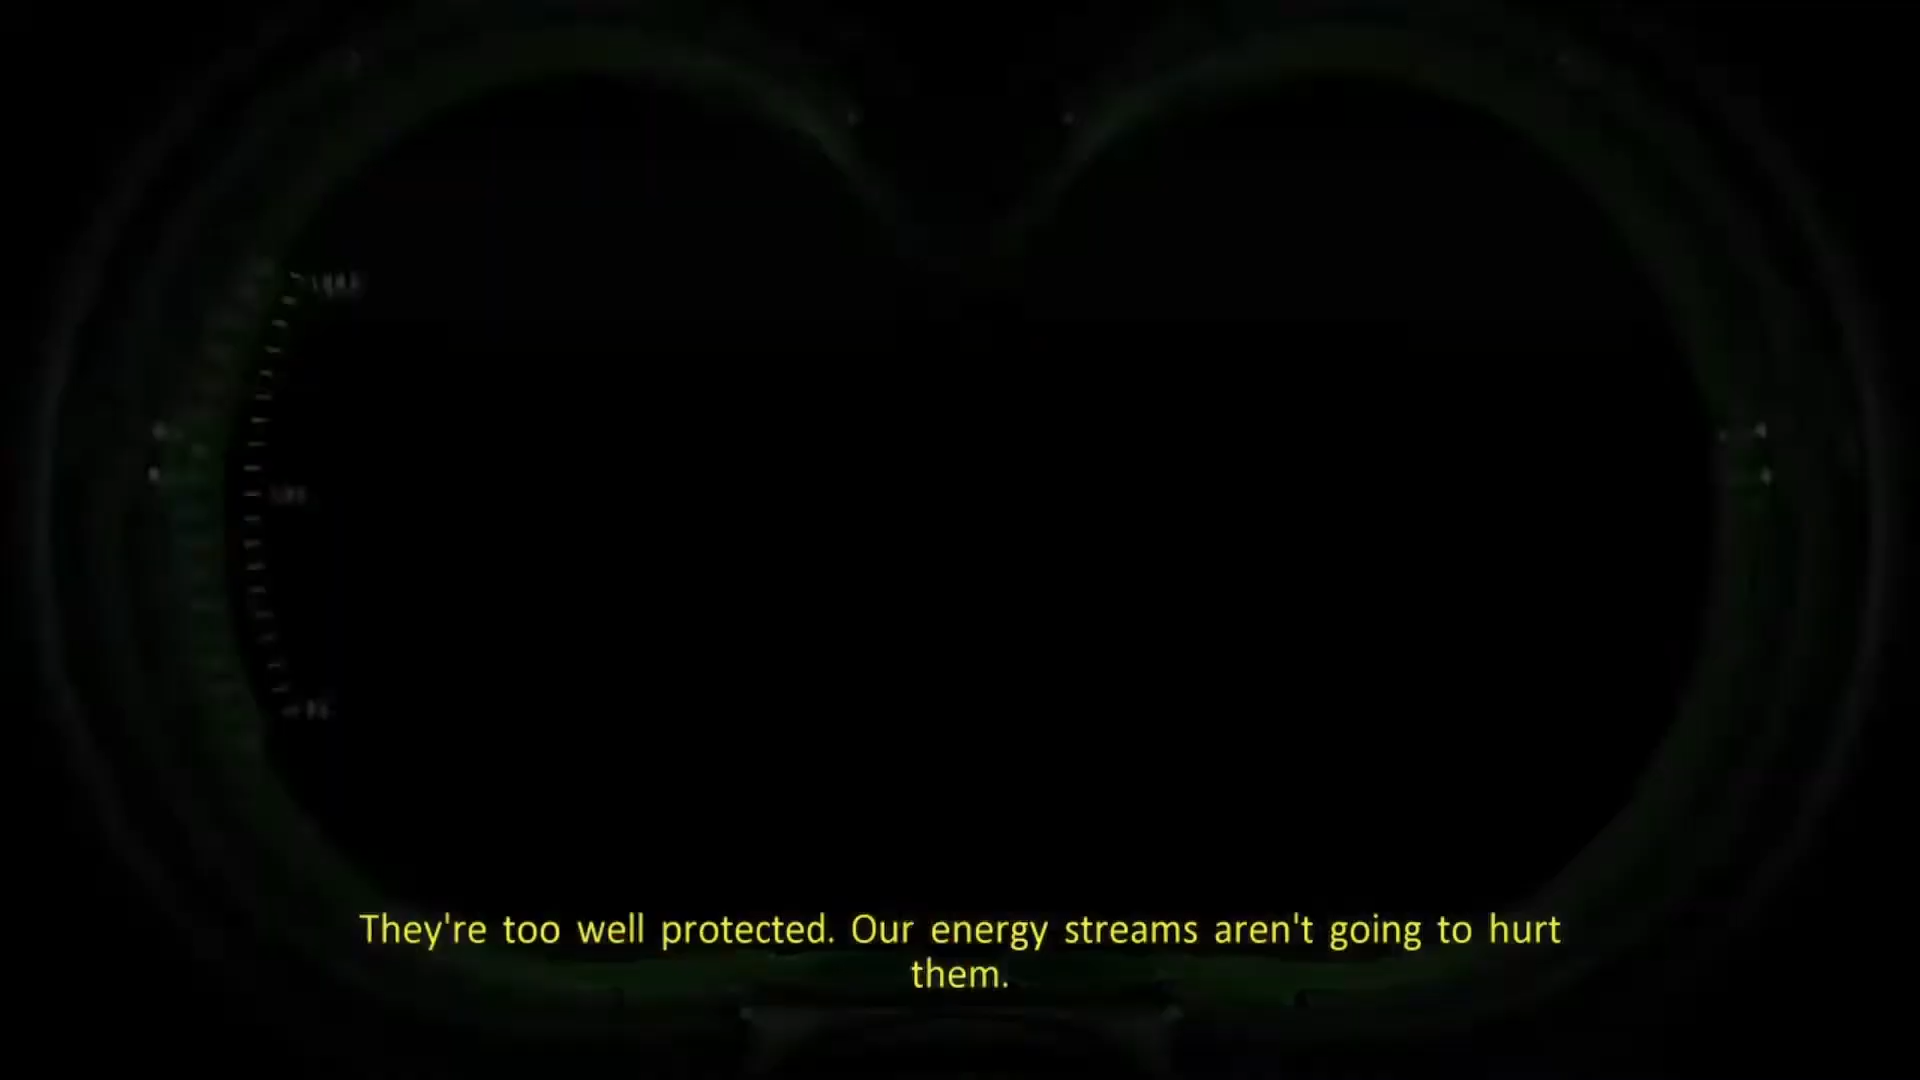 They're too well protected. Our energy streams aren't going to hurt
them.